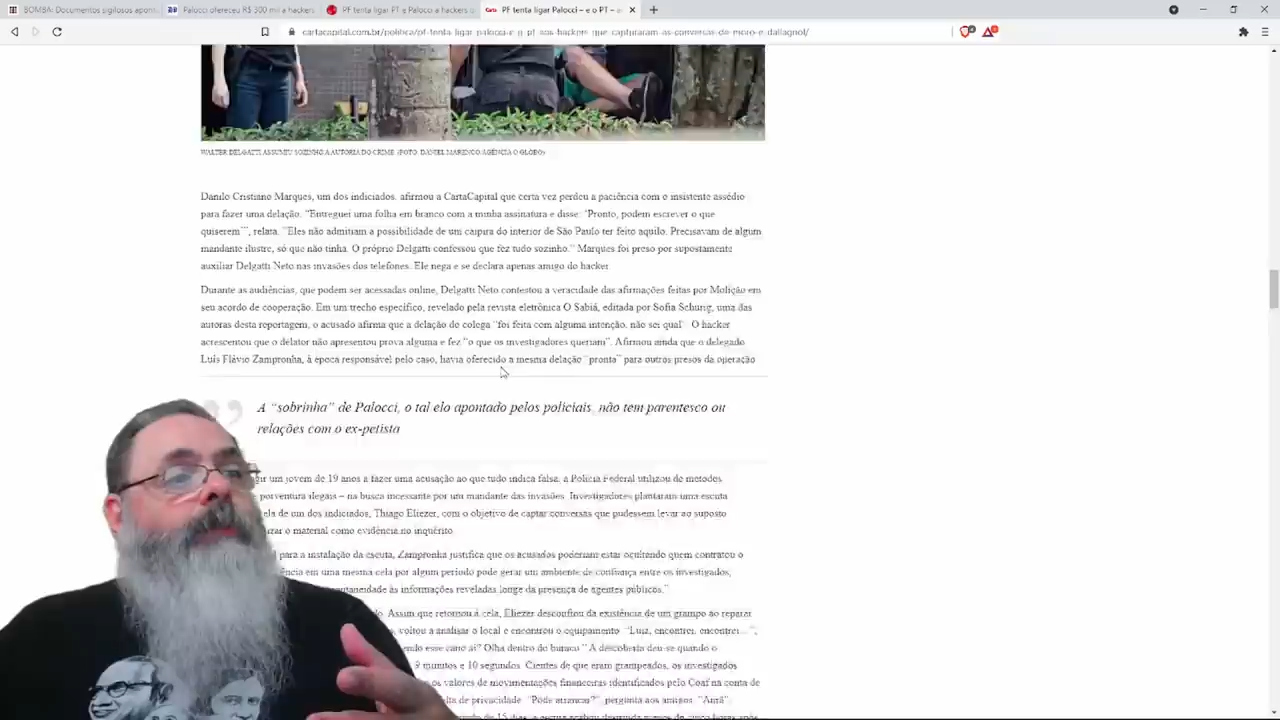 BOMBA: Documentos sigilosos apont
Palocci ofereceu R$ 300 mil a hackers
PF tenta ligar PT e Palocci a hackers o
PF tenta ligar Palocci – e o PT –
cartacapital.com.br/politica/pf-tenta-ligar-palocci-e-o-pt-aos-hackers-que-capturaram-as-conversas-de-moro-e-dallagnol/
WALTER DELGATTI ASSUMIU SOZINHO A AUTORIA DO CRIME. (FOTO: DANIEL MARENCO/AGÊNCIA O GLOBO)
Danilo Cristiano Marques, um dos indiciados, afirmou a CartaCapital que certa vez perdeu a paciência com o insistente assédio
para fazer uma delação. “Entreguei uma folha em branco com a minha assinatura e disse: ‘Pronto, podem escrever o que
quiserem’”, relata. “Eles não admitiam a possibilidade de um caipira do interior de São Paulo ter feito aquilo. Precisavam de algum
mandante ilustre, só que não tinha. O próprio Delgatti confessou que fez tudo sozinho.” Marques foi preso por supostamente
auxiliar Delgatti Neto nas invasões dos telefones. Ele nega e se declara apenas amigo do hacker.
Durante as audiências, que podem ser acessadas online, Delgatti Neto contestou a veracidade das afirmações feitas por Molição em
seu acordo de cooperação. Em um trecho específico, revelado pela revista eletrônica O Sabiá, editada por Sofia Schurig, uma das
autoras desta reportagem, o acusado afirma que a delação do colega “foi feita com alguma intenção, não sei qual”. O hacker
acrescentou que o delator não apresentou prova alguma e fez “o que os investigadores queriam”. Afirmou ainda que o delegado
Luís Flávio Zampronha, à época responsável pelo caso, havia oferecido a mesma delação “pronta” para outros presos da operação
A “sobrinha” de Palocci, o tal elo apontado pelos policiais, não tem parentesco ou
relações com o ex-petista
gir um jovem de 19 anos a fazer uma acusação ao que tudo indica falsa, a Polícia Federal utilizou de métodos
porventura ilegais – na busca incessante por um mandante das invasões. Investigadores plantaram uma escuta
ela de um dos indiciados, Thiago Eliezer, com o objetivo de captar conversas que pudessem levar ao suposto
izar o material como evidência no inquérito.
para a instalação da escuta, Zampronha justifica que os acusados poderiam estar ocultando quem contratou o
ência em uma mesma cela por algum período pode gerar um ambiente de confiança entre os investigados,
ontaneidade às informações reveladas longe da presença de agentes públicos.”
do. Assim que retornou à cela, Eliezer desconfiou da existência de um grampo ao reparar
voltou a analisar o local e encontrou o equipamento. “Luiz, encontrei, encontrei…”,
endo esse cano aí? Olha dentro do buraco.” A descoberta deu-se quando o
9 minutos e 10 segundos. Cientes de que eram grampeados, os investigados
os valores de movimentações financeiras identificados pelo Coaf na conta de
lta de privacidade. “Pode arrancar?”, pergunta aos amigos. “Arrã”